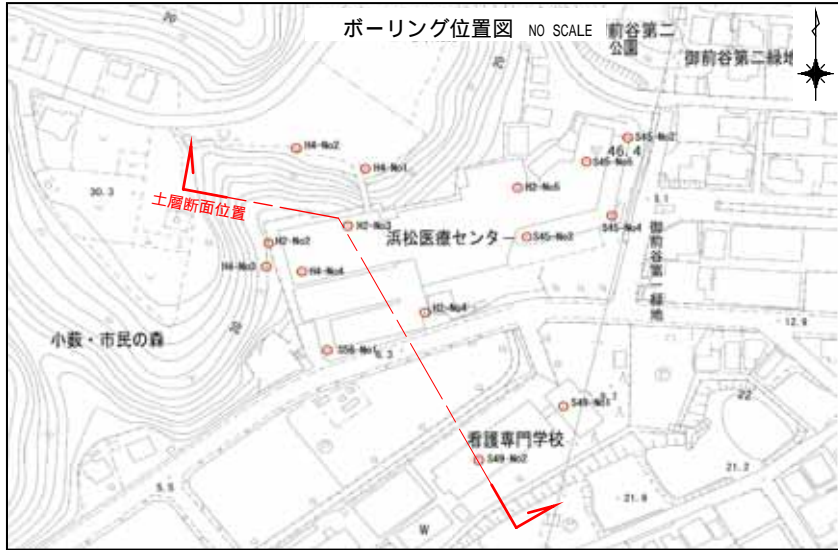 ボーリング位置図 NO SCALE
御前谷第二
公園
御前谷第二緑地
S45-No2
46.4
H4-No2
S45-No5
H4-No1
30.3
H2-No5
土層断面位置
S45-No4
H2-No3
浜松医療センター
S45-No3
H2-No2
御前谷第一緑地
H4-No3
H4-No4
H2-No4
12.9
小薮・市民の森
S56-No1
6.3
S49-No1
22
看護専門学校
S49-No2
21.2
5.5
21.9
W